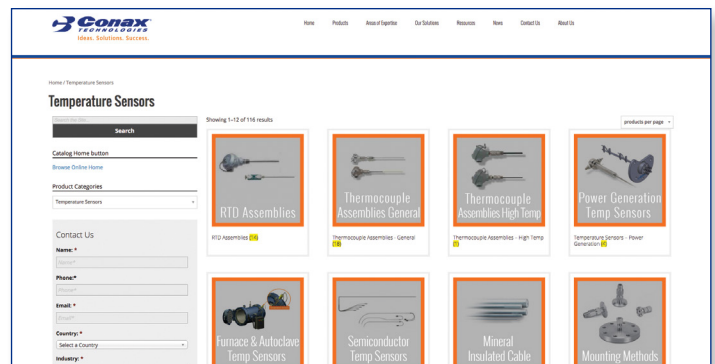 Conax
TECHNOLOGIES
Ideas. Solutions. Success.
Home Products Areas of Expertise Our Solutions Resources News Contact Us About Us
Home / Temperature Sensors
Temperature Sensors
Search
Catalog Home button
Browse Online Home
Product Categories
Temperature Sensors
Contact Us
Name: *
Name*
Phone:*
Phone*
Email: *
Email*
Country: *
Select a Country
Industry: *
Showing 1–12 of 116 results
products per page
RTD Assemblies
Thermocouple
Assemblies General
Thermocouple
Assemblies High Temp
Power Generation
Temp Sensors
RTD Assemblies (14)
Thermocouple Assemblies - General
(18)
Thermocouple Assemblies - High Temp
Temperature Sensors - Power
Generation (4)
Furnace & Autoclave
Temp Sensors
Semiconductor
Temp Sensors
Mineral
Insulated Cable
Mounting Methods